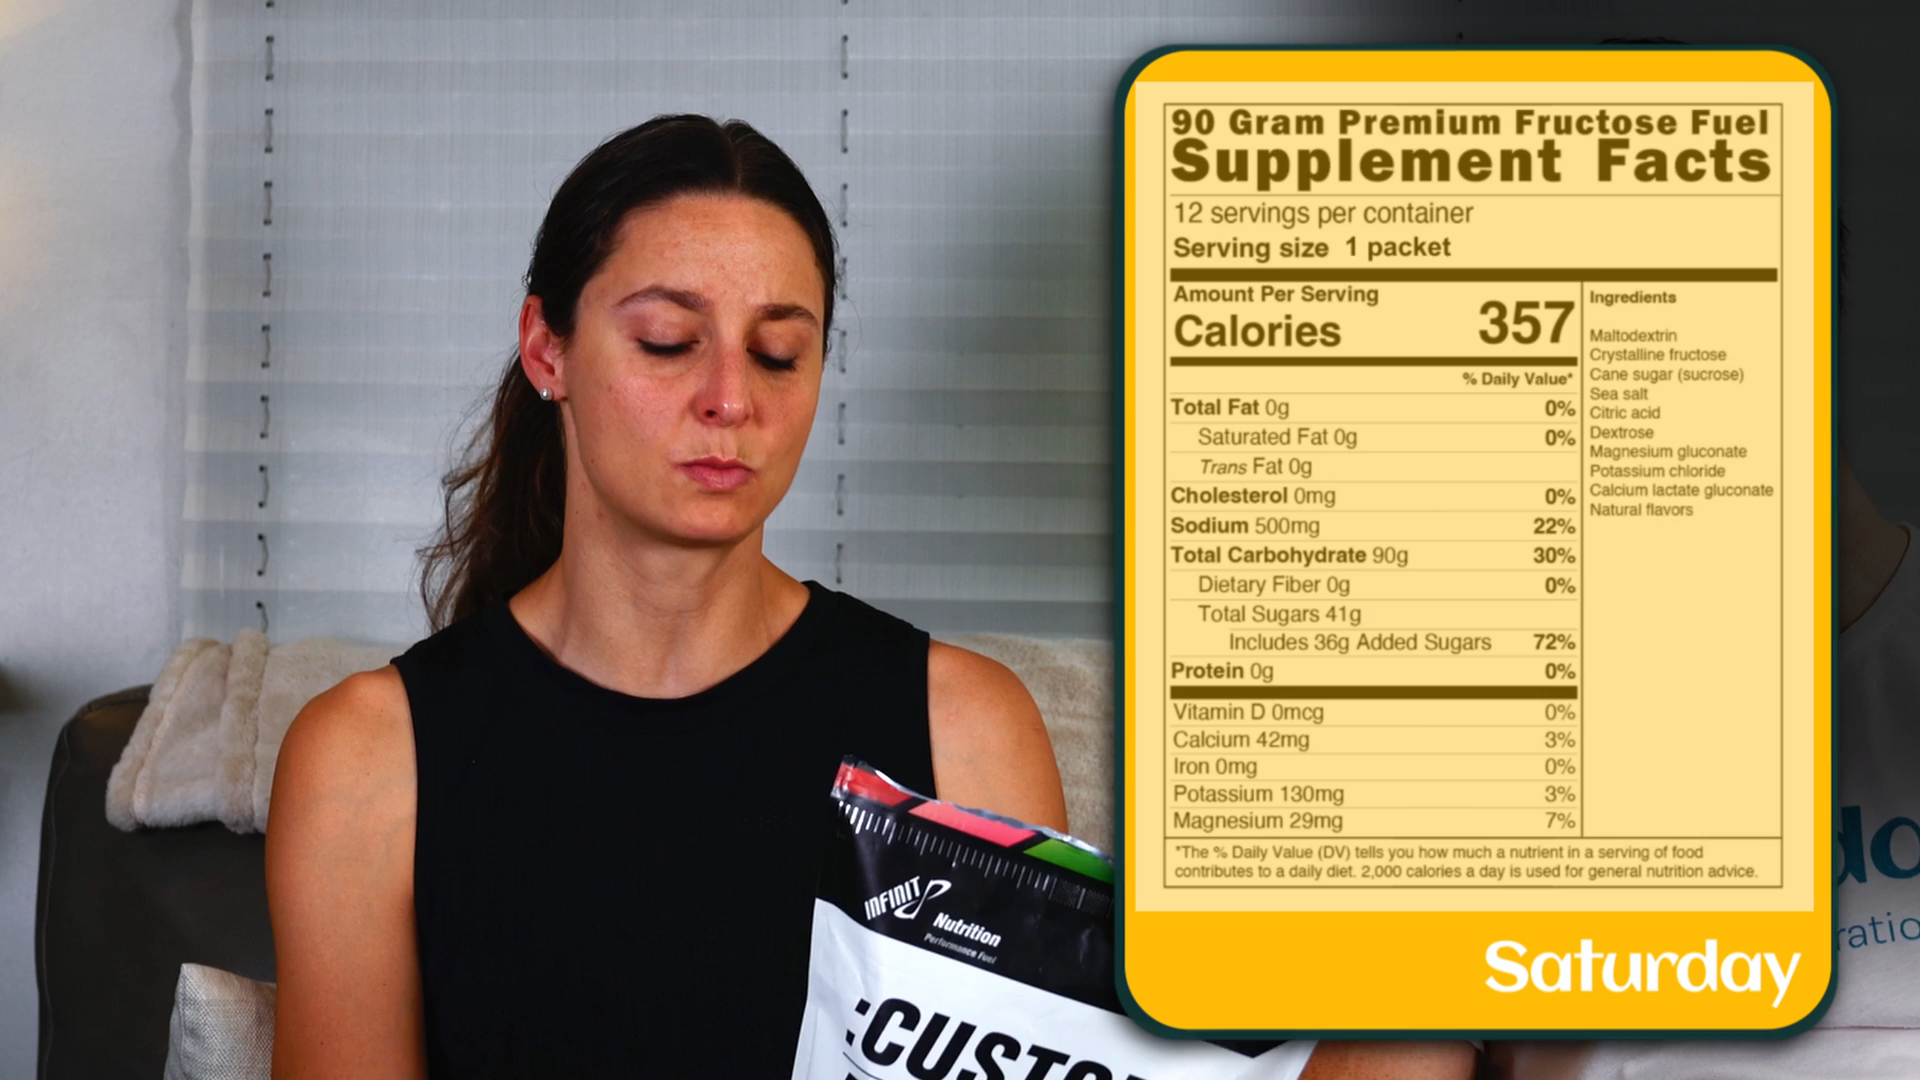 90 Gram Premium Fructose Fuel
Supplement Facts
12 servings per container
Serving size 1 packet
Amount Per Serving
Calories 357
% Daily Value*
Total Fat 0g 0%
Saturated Fat 0g 0%
Trans Fat 0g
Cholesterol 0mg 0%
Sodium 500mg 22%
Total Carbohydrate 90g 30%
Dietary Fiber 0g 0%
Total Sugars 41g
Includes 36g Added Sugars 72%
Protein 0g 0%
Vitamin D 0mcg 0%
Calcium 42mg 3%
Iron 0mg 0%
Potassium 130mg 3%
Magnesium 29mg 7%
Ingredients
Maltodextrin
Crystalline fructose
Cane sugar (sucrose)
Sea salt
Citric acid
Dextrose
Magnesium gluconate
Potassium chloride
Calcium lactate gluconate
Natural flavors
*The % Daily Value (DV) tells you how much a nutrient in a serving of food
contributes to a daily diet. 2,000 calories a day is used for general nutrition advice.
Saturday
INFINIT
Nutrition
Performance Fuel
:CUSTO